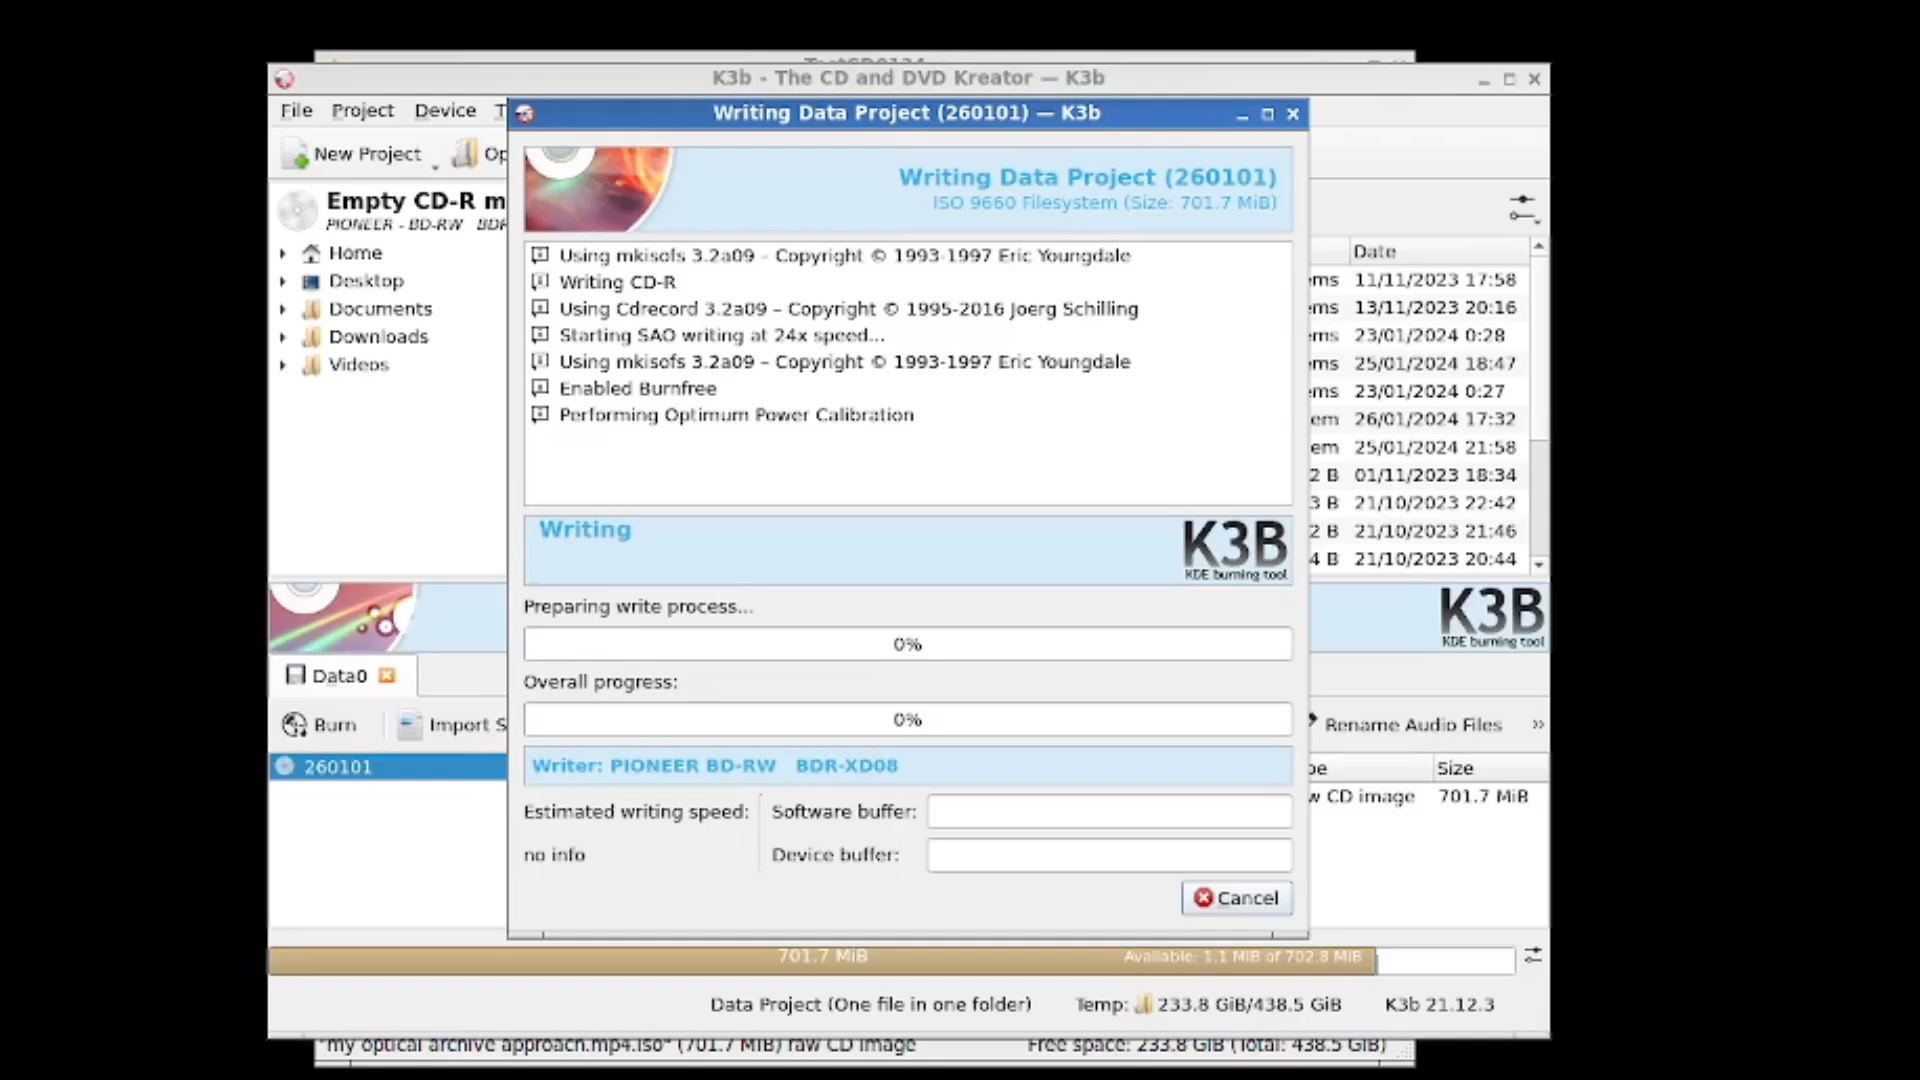 K3b - The CD and DVD Kreator — K3b
File Project Device
Writing Data Project (260101) — K3b
New Project
Empty CD-R
PIONEER - BD-RW
Home
Desktop
Documents
Downloads
Videos
Writing Data Project (260101)
ISO 9660 Filesystem (Size: 701.7 MiB)
Using mkisofs 3.2a09 – Copyright © 1993-1997 Eric Youngdale
Writing CD-R
Using Cdrecord 3.2a09 – Copyright © 1995-2016 Joerg Schilling
Starting SAO writing at 24x speed...
Using mkisofs 3.2a09 – Copyright © 1993-1997 Eric Youngdale
Enabled Burnfree
Performing Optimum Power Calibration
Date
11/11/2023 17:58
13/11/2023 20:16
23/01/2024 0:28
25/01/2024 18:47
23/01/2024 0:27
26/01/2024 17:32
25/01/2024 21:58
2 B 01/11/2023 18:34
3 B 21/10/2023 22:42
2 B 21/10/2023 21:46
4 B 21/10/2023 20:44
Writing
K3B
KDE burning tool
Preparing write process...
0%
Overall progress:
0%
Writer: PIONEER BD-RW BDR-XD08
Estimated writing speed:
no info
Software buffer:
Device buffer:
Cancel
K3B
KDE burning tool
Data0
Burn
Import
Rename Audio Files »
260101
Size
CD image 701.7 MiB
701.7 MiB
Available: 1.1 MiB of 702.8 MiB
Data Project (One file in one folder)
Temp: 233.8 GiB/438.5 GiB
K3b 21.12.3
"my optical archive approach.mp4.iso" (701.7 MiB) raw CD image
Free space: 233.8 GiB (Total: 438.5 GiB)